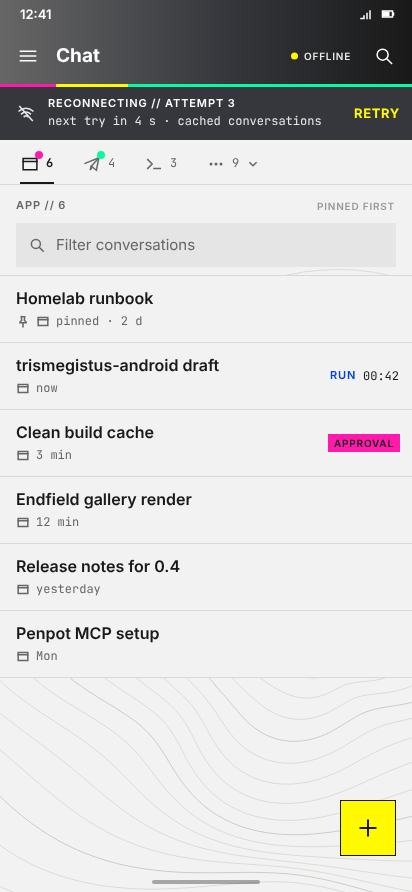 12:41
Chat
OFFLINE
RECONNECTING // ATTEMPT 3
next try in 4 s · cached conversations
RETRY
6 4 3 9
APP // 6
PINNED FIRST
Filter conversations
Homelab runbook
pinned · 2 d
trismegistus-android draft
now
RUN 00:42
Clean build cache
3 min
APPROVAL
Endfield gallery render
12 min
Release notes for 0.4
yesterday
Penpot MCP setup
Mon